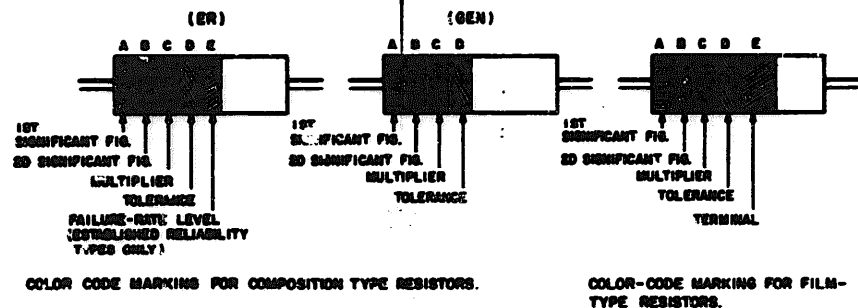 (ER)
A B C D E
1ST
SIGNIFICANT FIG.
2D SIGNIFICANT FIG.
MULTIPLIER
TOLERANCE
FAILURE-RATE LEVEL
(ESTABLISHED RELIABILITY
TYPES ONLY)
(GEN)
A B C D
1ST
SIGNIFICANT FIG.
2D SIGNIFICANT FIG.
MULTIPLIER
TOLERANCE
COLOR CODE MARKING FOR COMPOSITION TYPE RESISTORS.
A B C D E
1ST
SIGNIFICANT FIG.
2D SIGNIFICANT FIG.
MULTIPLIER
TOLERANCE
TERMINAL
COLOR-CODE MARKING FOR FILM-
TYPE RESISTORS.